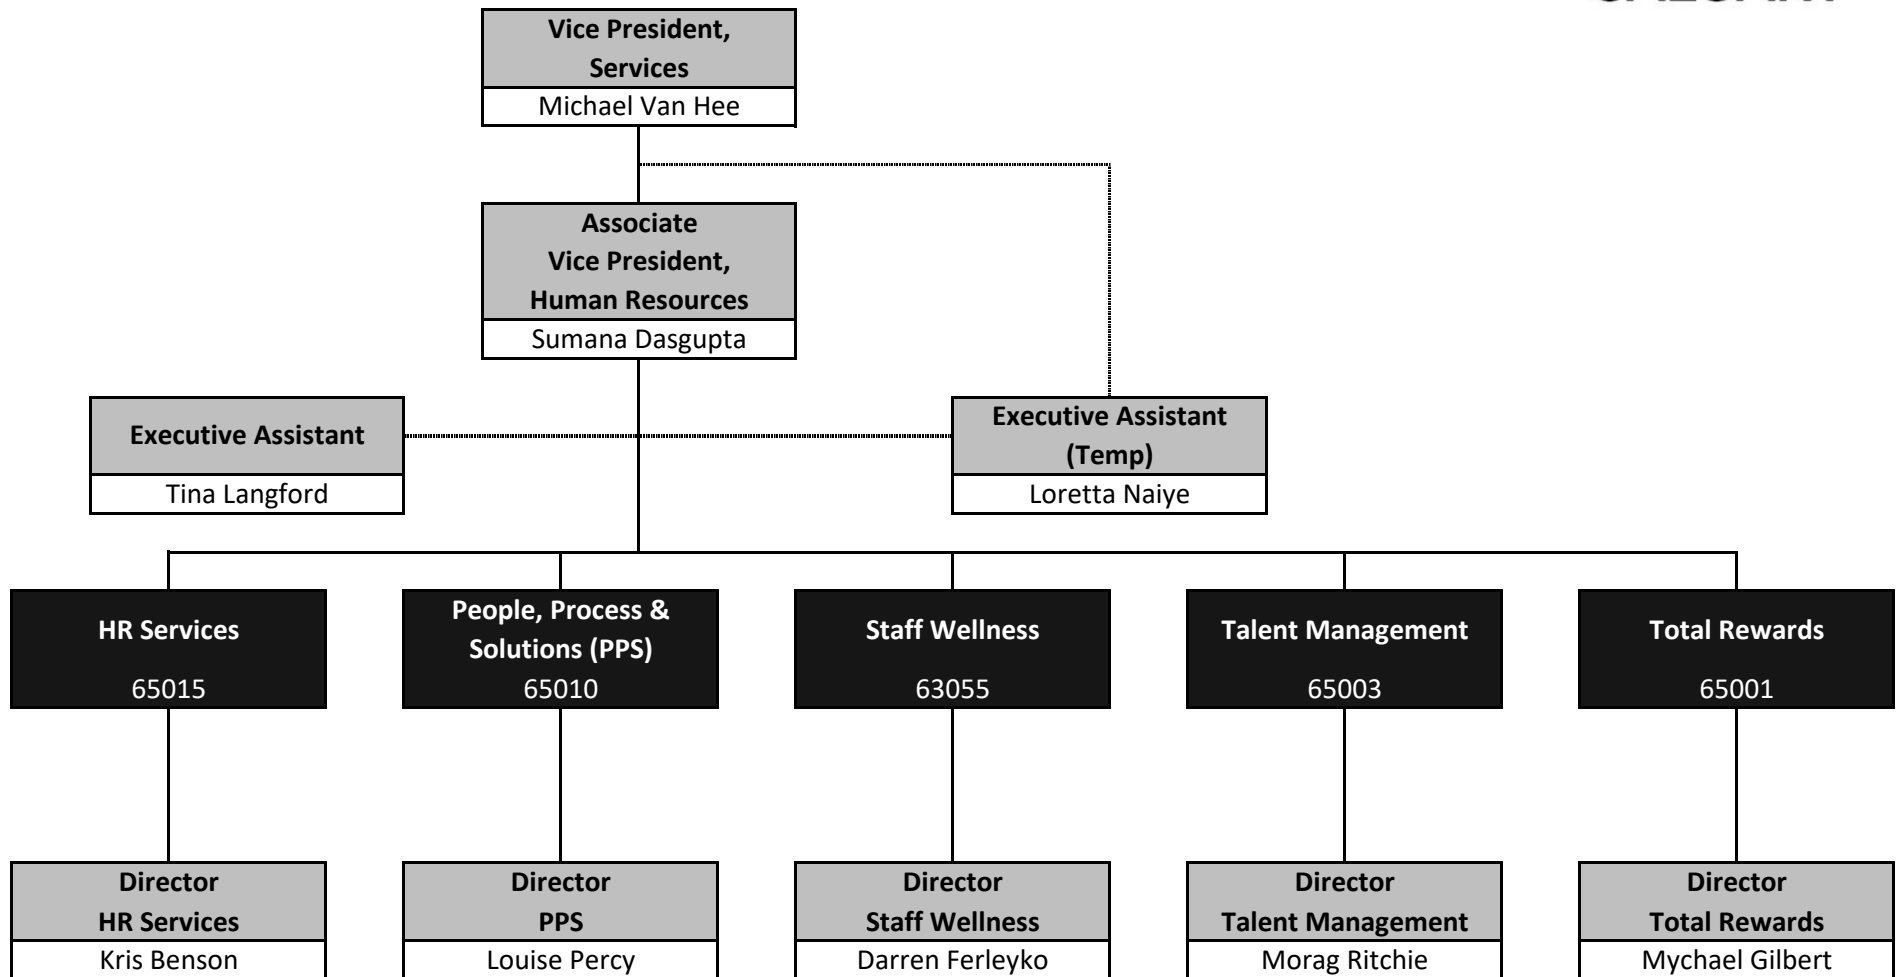 Vice President,
Services
Michael Van Hee
Associate
Vice President,
Human Resources
Sumana Dasgupta
Executive Assistant
Tina Langford
Executive Assistant
(Temp)
Loretta Naiye
HR Services
65015
People, Process &
Solutions (PPS)
65010
Staff Wellness
63055
Talent Management
65003
Total Rewards
65001
Director
HR Services
Kris Benson
Director
PPS
Louise Percy
Director
Staff Wellness
Darren Ferleyko
Director
Talent Management
Morag Ritchie
Director
Total Rewards
Mychael Gilbert